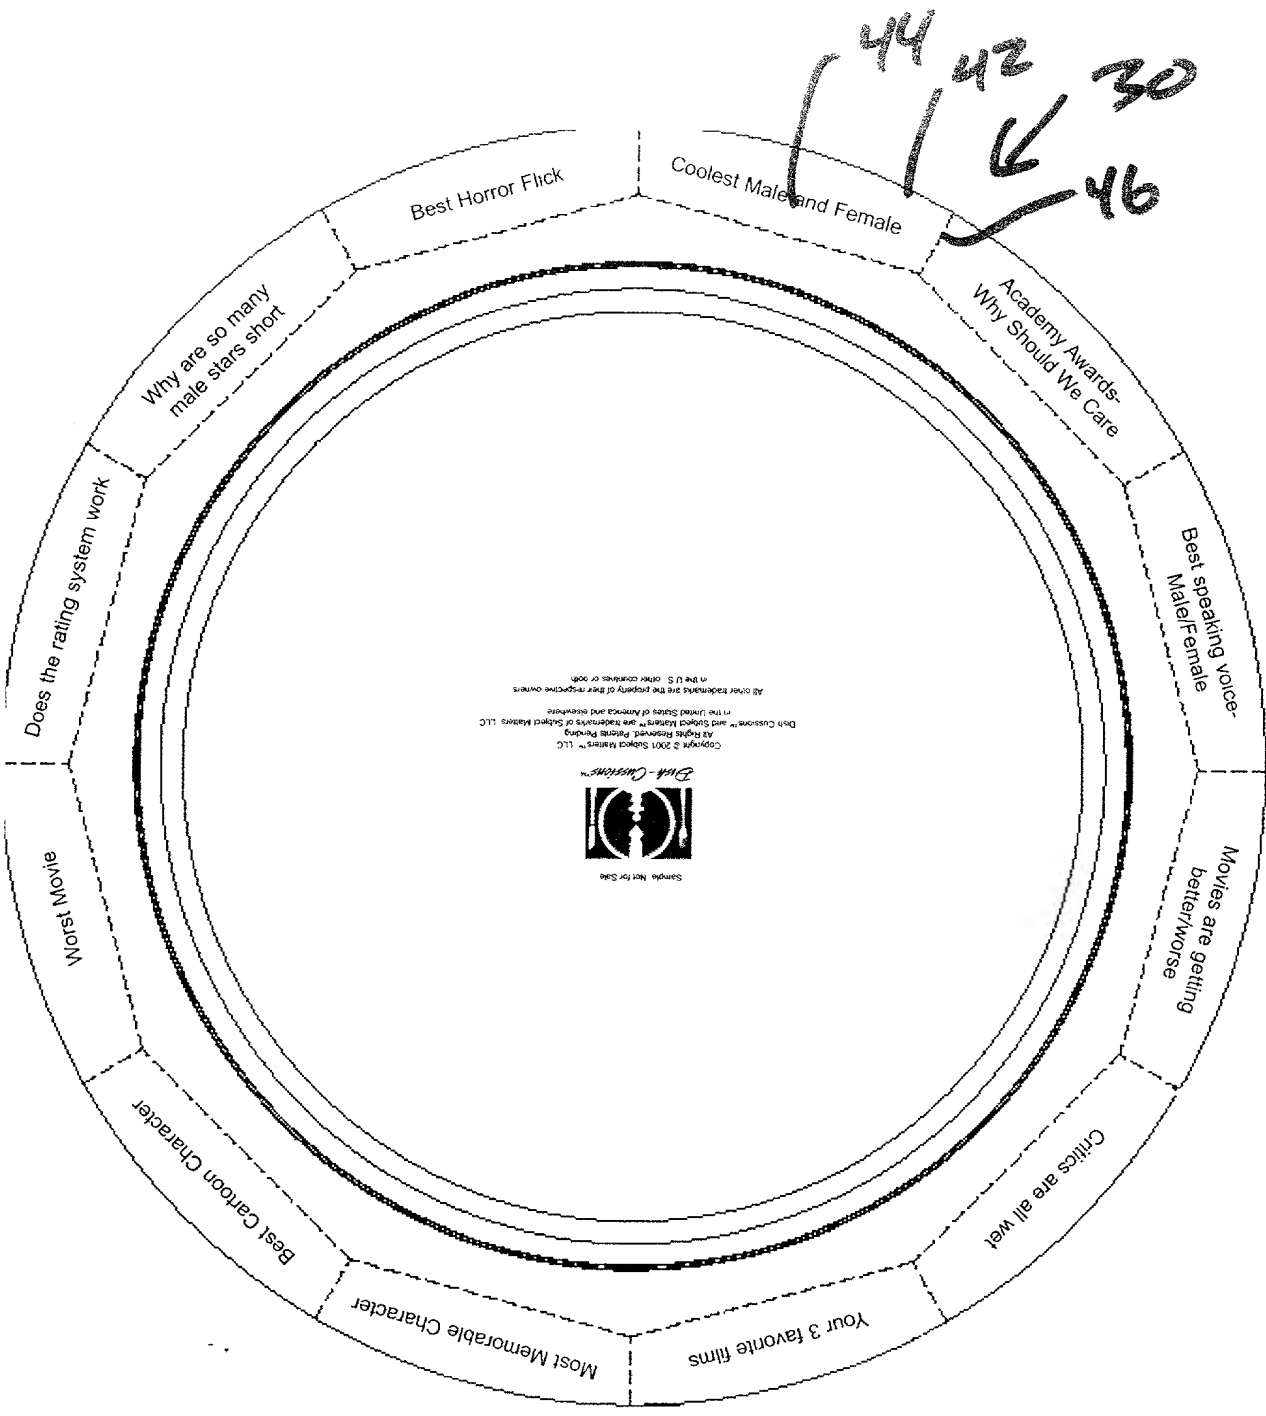 44
42
30
46
Coolest Male and Female
Academy Awards-
Why Should We Care
Best speaking voice-
Male/Female
Movies are getting
better/worse
Critics are all wet
Your 3 favorite films
Most Memorable Character
Best Cartoon Character
Worst Movie
Does the rating system work
Why are so many
male stars short
Best Horror Flick
Sample Not for Sale
Dish-Cussions™
Copyright © 2001 Subject Matters™ LLC
All Rights Reserved. Patents Pending
Dish Cussions™ and Subject Matters™ are trademarks of Subject Matters LLC
in the United States of America and elsewhere
All other trademarks are the property of their respective owners
in the U S other countries or both